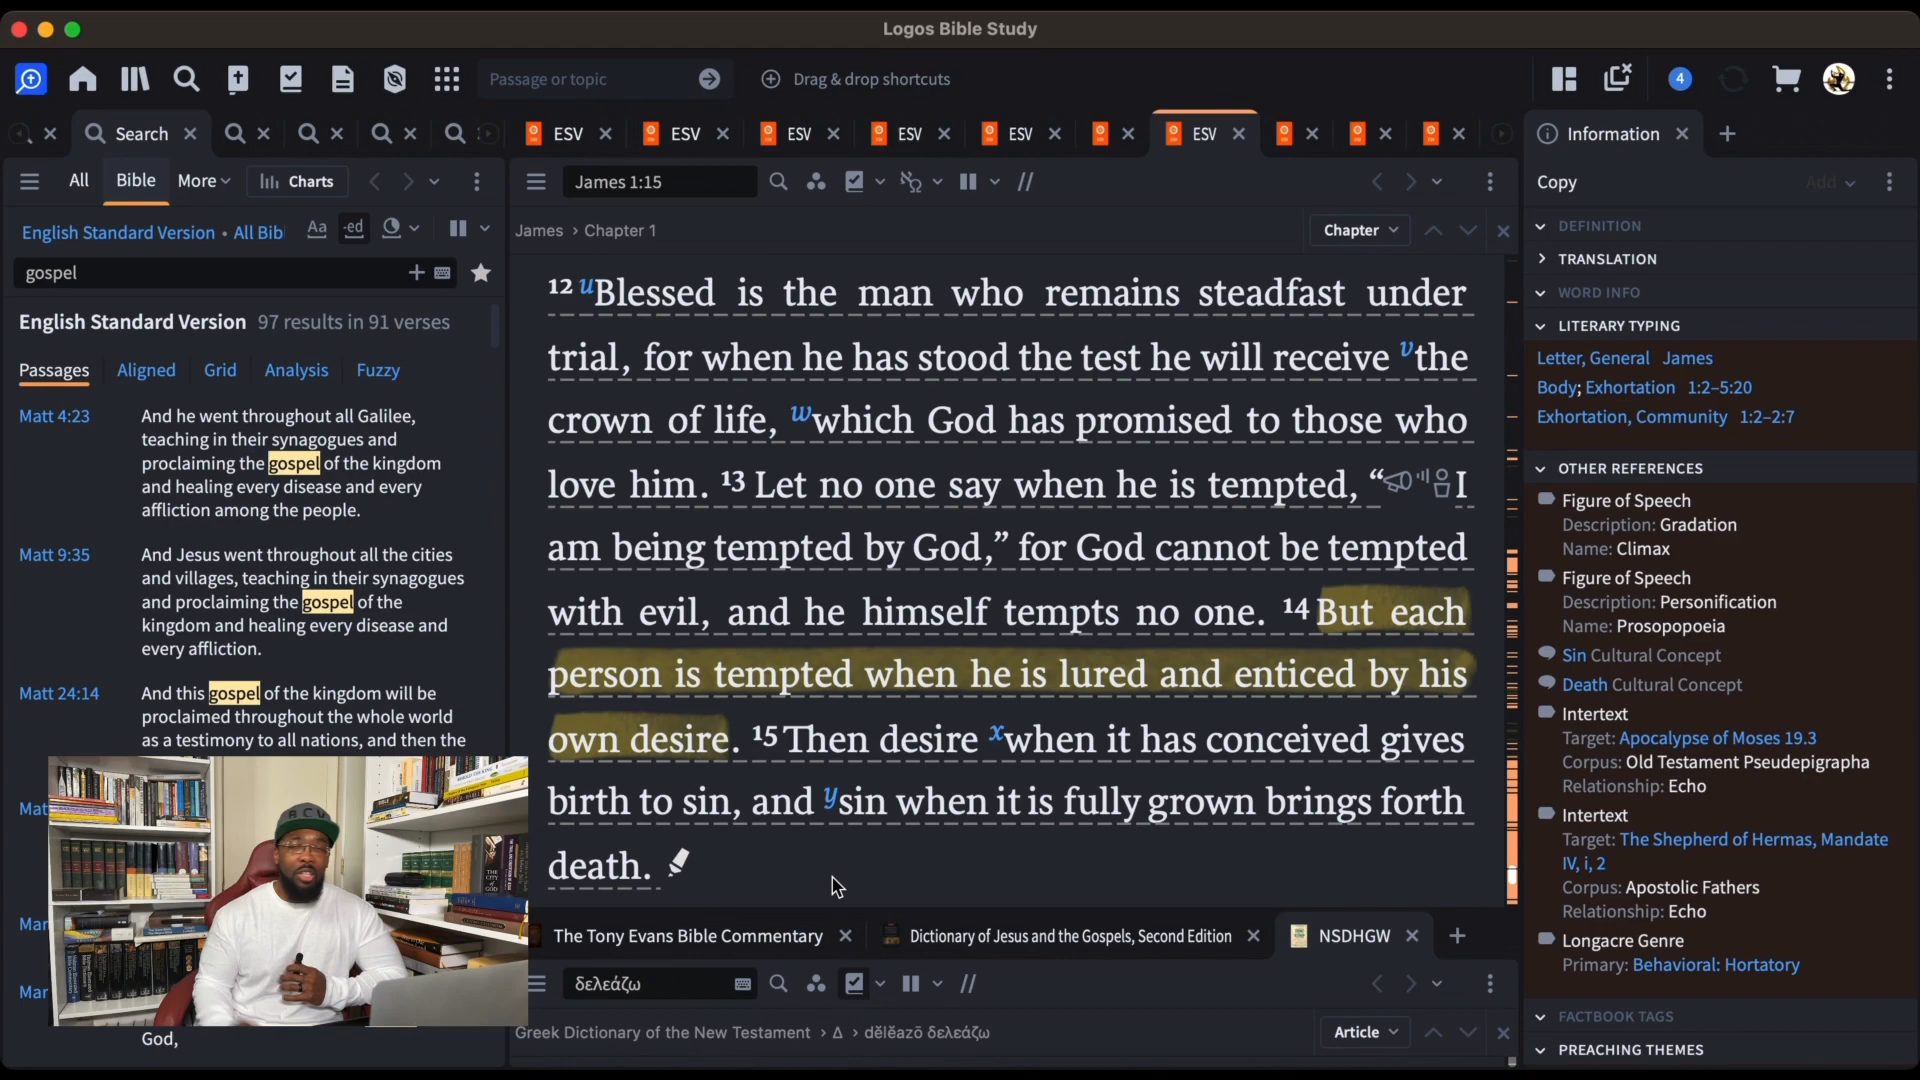 Logos Bible Study
Passage or topic
Drag & drop shortcuts
4
Search
ESV
ESV
ESV
ESV
ESV
ESV
Information
All
Bible
More
Charts
James 1:15
Copy
Add
English Standard Version • All Bib
Aa
-ed
James › Chapter 1
Chapter
gospel
English Standard Version 97 results in 91 verses
Passages
Aligned
Grid
Analysis
Fuzzy
Matt 4:23
And he went throughout all Galilee,
teaching in their synagogues and
proclaiming the gospel of the kingdom
and healing every disease and every
affliction among the people.
Matt 9:35
And Jesus went throughout all the cities
and villages, teaching in their synagogues
and proclaiming the gospel of the
kingdom and healing every disease and
every affliction.
Matt 24:14
And this gospel of the kingdom will be
proclaimed throughout the whole world
as a testimony to all nations, and then the
Mat
Mar
Mar
God,
12 uBlessed is the man who remains steadfast under
trial, for when he has stood the test he will receive vthe
crown of life, wwhich God has promised to those who
love him. 13 Let no one say when he is tempted, “I
am being tempted by God,” for God cannot be tempted
with evil, and he himself tempts no one. 14 But each
person is tempted when he is lured and enticed by his
own desire. 15 Then desire xwhen it has conceived gives
birth to sin, and ysin when it is fully grown brings forth
death.
The Tony Evans Bible Commentary
Dictionary of Jesus and the Gospels, Second Edition
NSDHGW
δελεάζω
Greek Dictionary of the New Testament › Δ › dĕlĕazō δελεάζω
Article
DEFINITION
TRANSLATION
WORD INFO
LITERARY TYPING
Letter, General James
Body; Exhortation 1:2–5:20
Exhortation, Community 1:2–2:7
OTHER REFERENCES
Figure of Speech
Description: Gradation
Name: Climax
Figure of Speech
Description: Personification
Name: Prosopopoeia
Sin Cultural Concept
Death Cultural Concept
Intertext
Target: Apocalypse of Moses 19.3
Corpus: Old Testament Pseudepigrapha
Relationship: Echo
Intertext
Target: The Shepherd of Hermas, Mandate
IV, i, 2
Corpus: Apostolic Fathers
Relationship: Echo
Longacre Genre
Primary: Behavioral: Hortatory
FACTBOOK TAGS
PREACHING THEMES